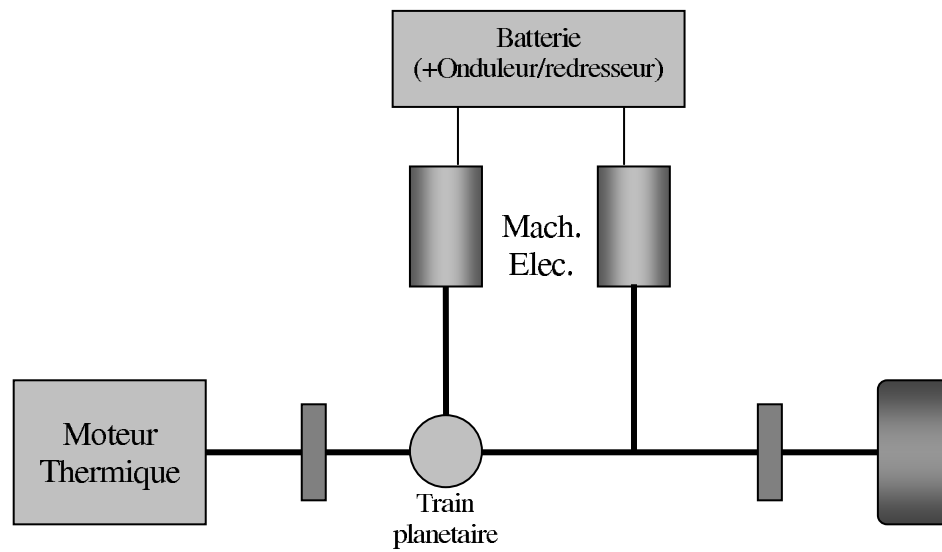 Batterie
(+Onduleur/redresseur)
Mach.
Elec.
Moteur
Thermique
Train
planetaire